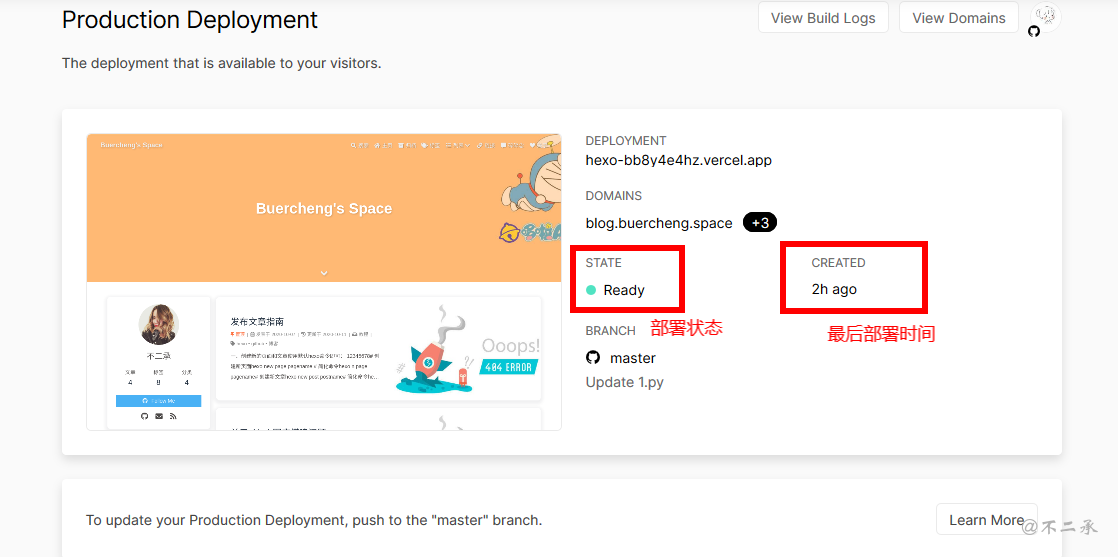 Production Deployment
View Build Logs
View Domains
The deployment that is available to your visitors.
Buercheng's Space
Buercheng's Space
发布文章指南
不二承
文章
标签
分类
4
8
4
Follow Me
Ooops!
404 ERROR
DEPLOYMENT
hexo-bb8y4e4hz.vercel.app
DOMAINS
blog.buercheng.space +3
STATE
Ready
CREATED
2h ago
部署状态
最后部署时间
BRANCH
master
Update 1.py
To update your Production Deployment, push to the "master" branch.
Learn More
@不二承